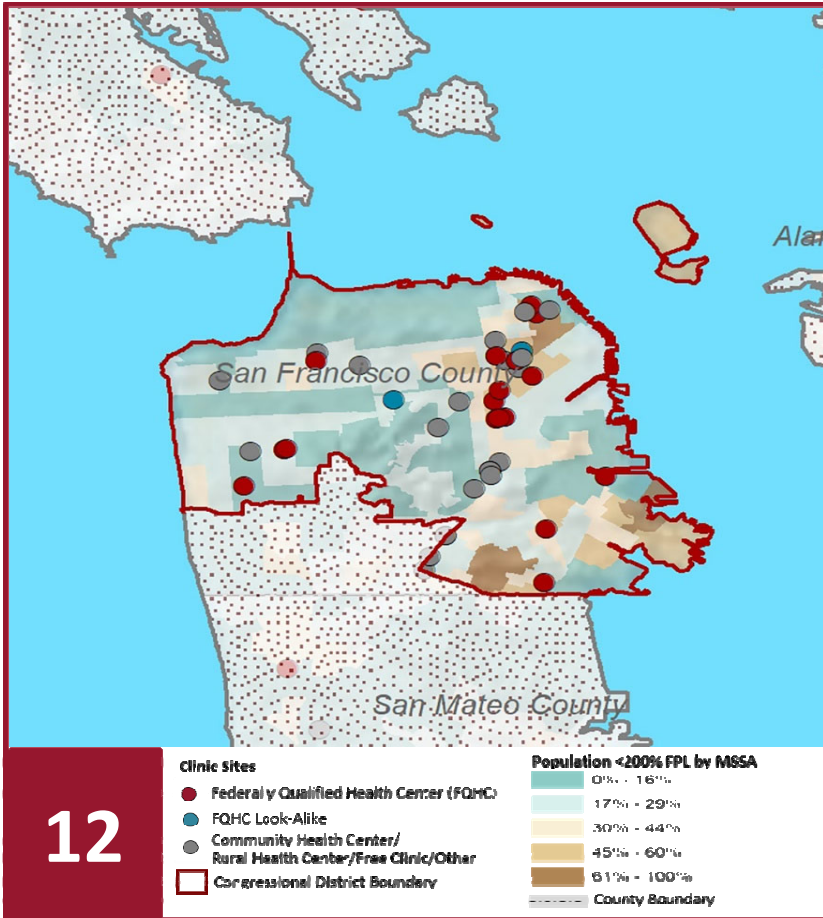 Alar
San Francisco County
San Mateo County
12
Clinic Sites
Federally Qualified Health Center (FQHC)
FQHC Look-Alike
Community Health Center/
Rural Health Center/Free Clinic/Other
Congressional District Boundary
Population <200% FPL by MSSA
0% - 16%
17% - 29%
30% - 44%
45% - 60%
61% - 100%
County Boundary